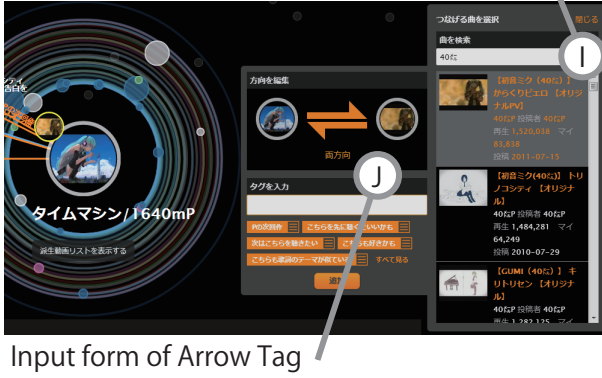 つなげる曲を選択 閉じる
曲を検索
40㍍
I
【初音ミク（40㍍）】
からくりピエロ 【オリジ
ナルPV】
40㍍P 投稿者 40㍍P
再生 1,520,038 マイ
83,638
投稿 2011-07-15
【初音ミク(40㍍)】 トリ
ノコシティ 【オリジナ
ル】
40㍍P 投稿者 40㍍P
再生 1,484,281 マイ
64,249
投稿 2010-07-29
【GUMI（40㍍）】 キ
リトリセン 【オリジナ
ル】
40㍍P 投稿者 40㍍P
再生 1,282,125 マイ
方向を編集
両方向
J
タグを入力
こちらを先に聴くといいかも
次はこちらを聴きたい こちらも好きかも
こちらも歌詞のテーマが似ている すべて見る
追加
タイムマシン/1640mP
派生動画リストを表示する
Input form of Arrow Tag